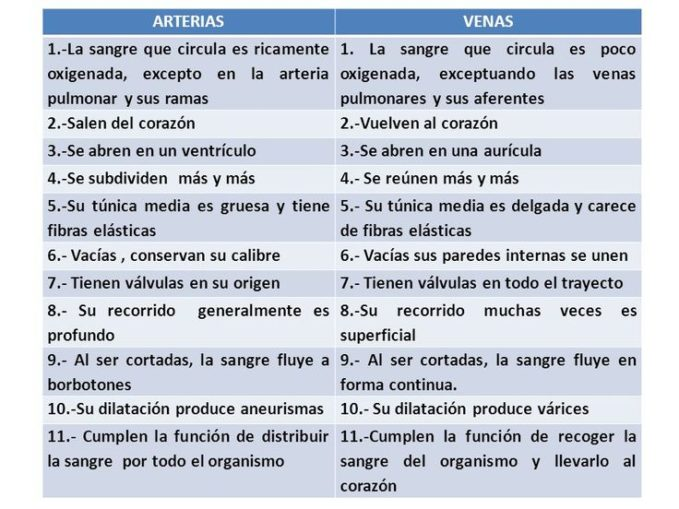 ARTERIAS
VENAS
1.-La sangre que circula es ricamente
oxigenada, excepto en la arteria
pulmonar y sus ramas
1. La sangre que circula es poco
oxigenada, exceptuando las venas
pulmonares y sus aferentes
2.-Salen del corazón
2.-Vuelven al corazón
3.-Se abren en un ventrículo
3.-Se abren en una aurícula
4.-Se subdividen más y más
4.- Se reúnen más y más
5.-Su túnica media es gruesa y tiene
fibras elásticas
5.- Su túnica media es delgada y carece
de fibras elásticas
6.- Vacías , conservan su calibre
6.- Vacías sus paredes internas se unen
7.- Tienen válvulas en su origen
7.- Tienen válvulas en todo el trayecto
8.- Su recorrido generalmente es
profundo
8.-Su recorrido muchas veces es
superficial
9.- Al ser cortadas, la sangre fluye a
borbotones
9.- Al ser cortadas, la sangre fluye en
forma continua.
10.-Su dilatación produce aneurismas
10.- Su dilatación produce várices
11.- Cumplen la función de distribuir
la sangre por todo el organismo
11.-Cumplen la función de recoger la
sangre del organismo y llevarlo al
corazón